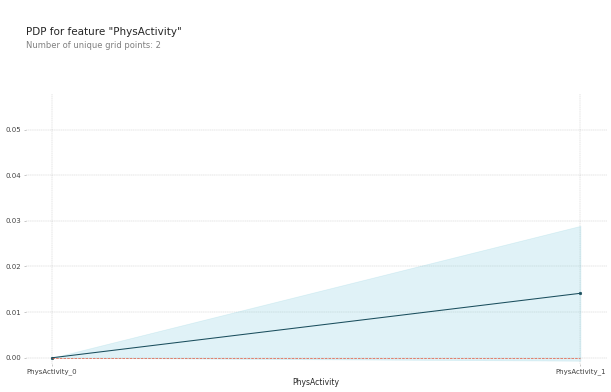 PDP for feature "PhysActivity"
Number of unique grid points: 2
0.05
0.04
0.03
0.02
0.01
0.00
PhysActivity_0
PhysActivity_1
PhysActivity